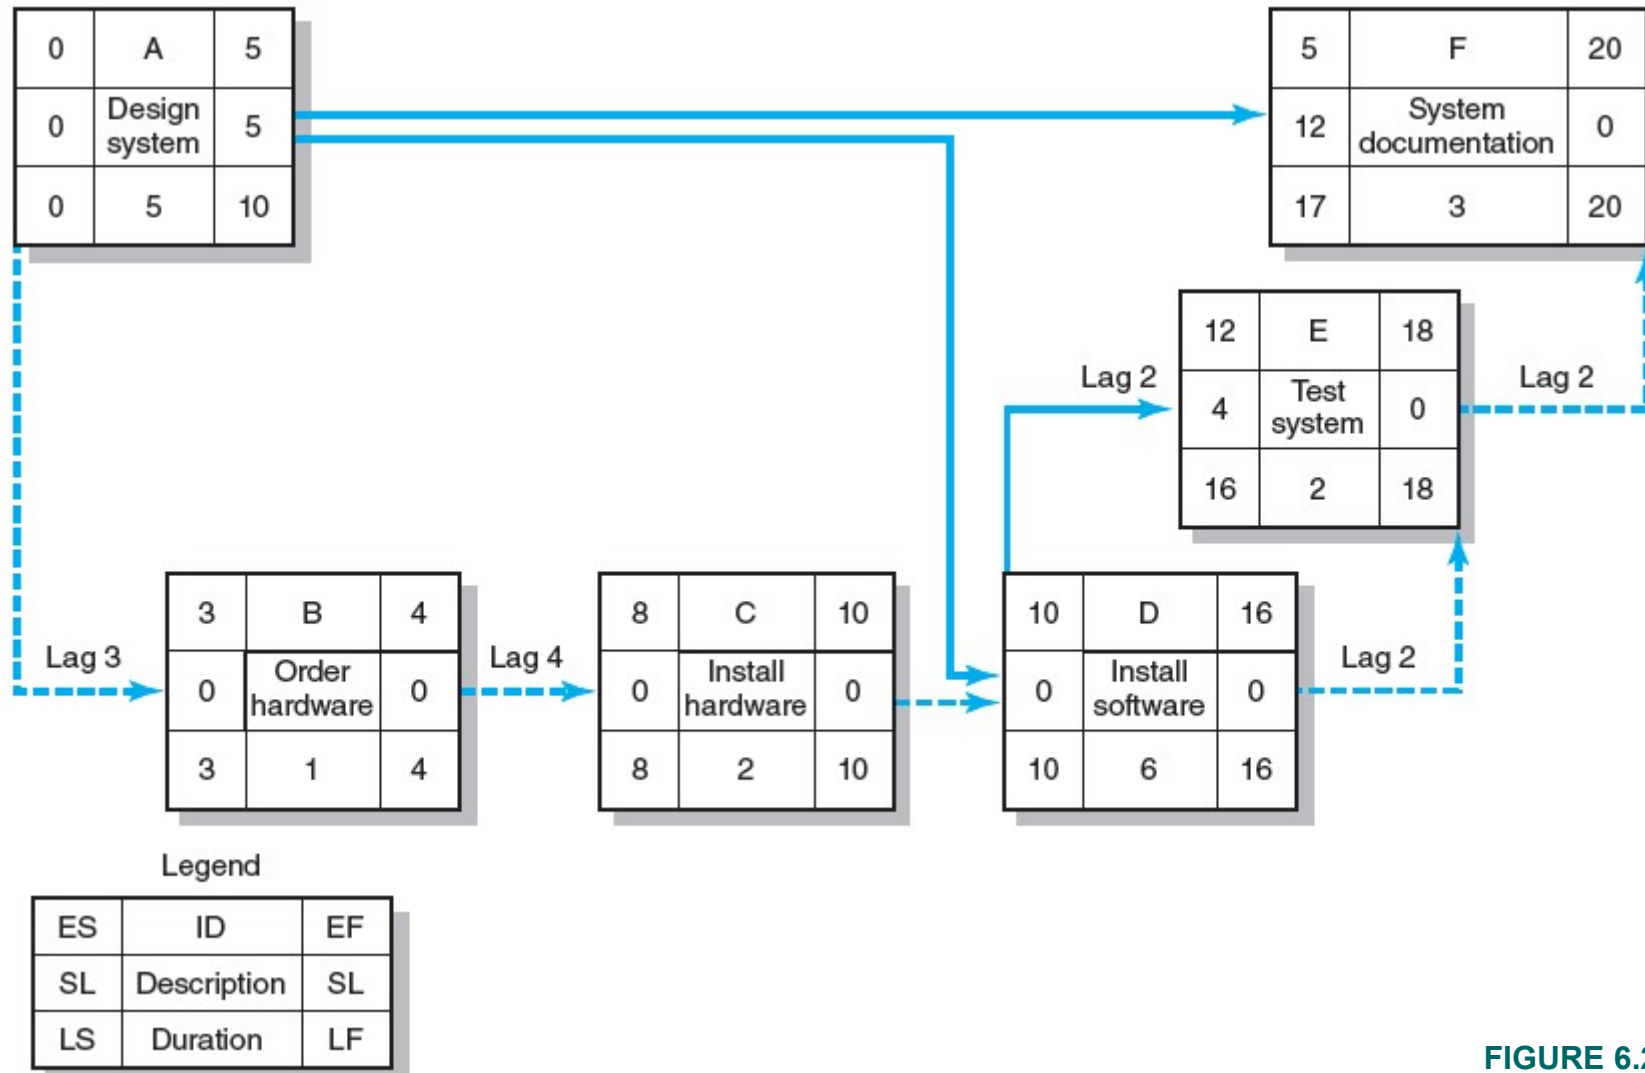 0 A 5
0 Design system 5
0 5 10
5 F 20
12 System documentation 0
17 3 20
12 E 18
4 Test system 0
16 2 18
Lag 2
Lag 2
3 B 4
0 Order hardware 0
3 1 4
Lag 3
Lag 4
8 C 10
0 Install hardware 0
8 2 10
10 D 16
0 Install software 0
10 6 16
Lag 2
Legend
ES ID EF
SL Description SL
LS Duration LF
FIGURE 6.2